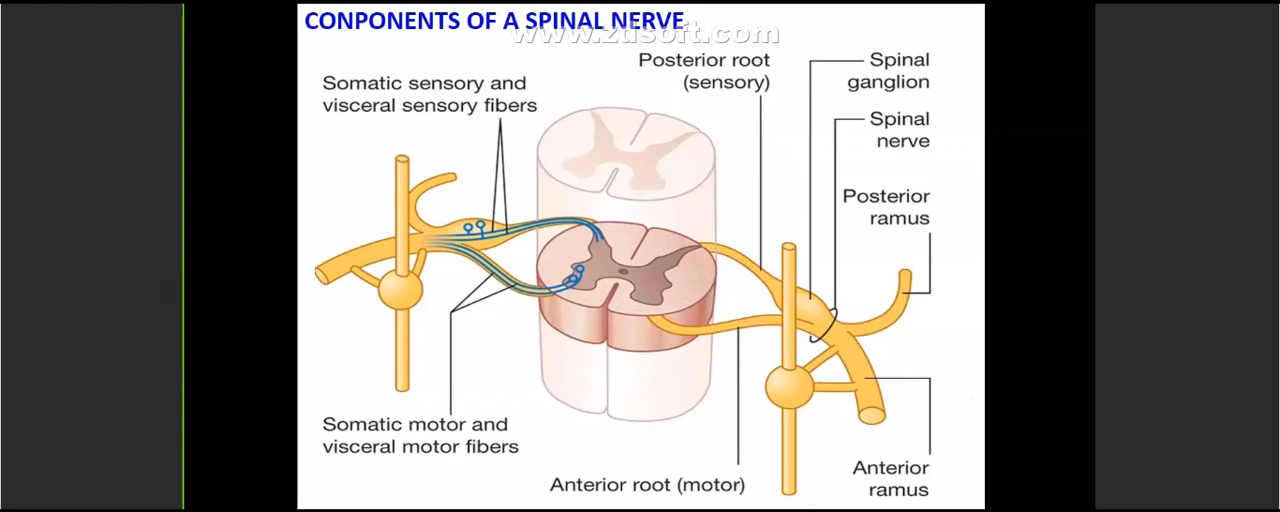 CONPONENTS OF A SPINAL NERVE
www.zdsoft.com
Somatic sensory and
visceral sensory fibers
Posterior root
(sensory)
Spinal
ganglion
Spinal
nerve
Posterior
ramus
Somatic motor and
visceral motor fibers
Anterior root (motor)
Anterior
ramus